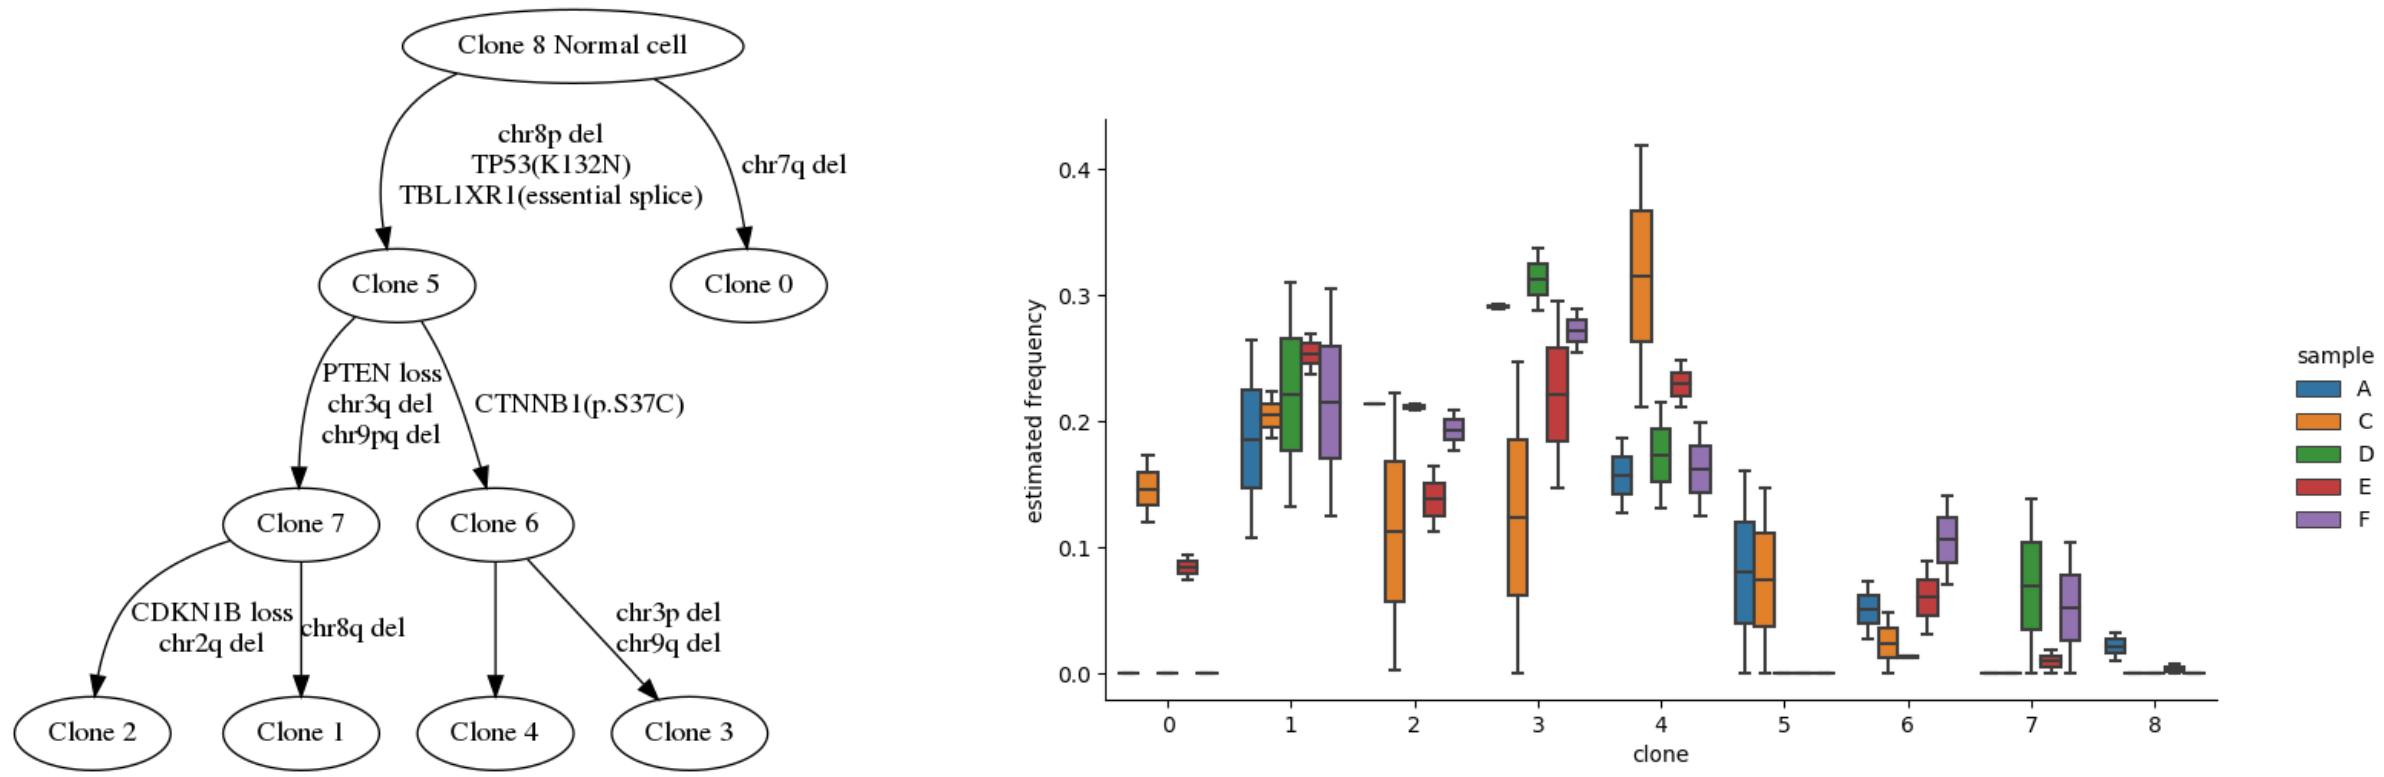 Clone 8 Normal cell
chr8p del
TP53(K132N)
TBL1XR1(essential splice)
chr7q del
Clone 5
Clone 0
PTEN loss
chr3q del
chr9pq del
CTNNB1(p.S37C)
Clone 7
Clone 6
CDKN1B loss
chr2q del
chr8q del
chr3p del
chr9q del
Clone 2
Clone 1
Clone 4
Clone 3
estimated frequency
0.4
0.3
0.2
0.1
0.0
0 1 2 3 4 5 6 7 8
clone
sample
A
C
D
E
F